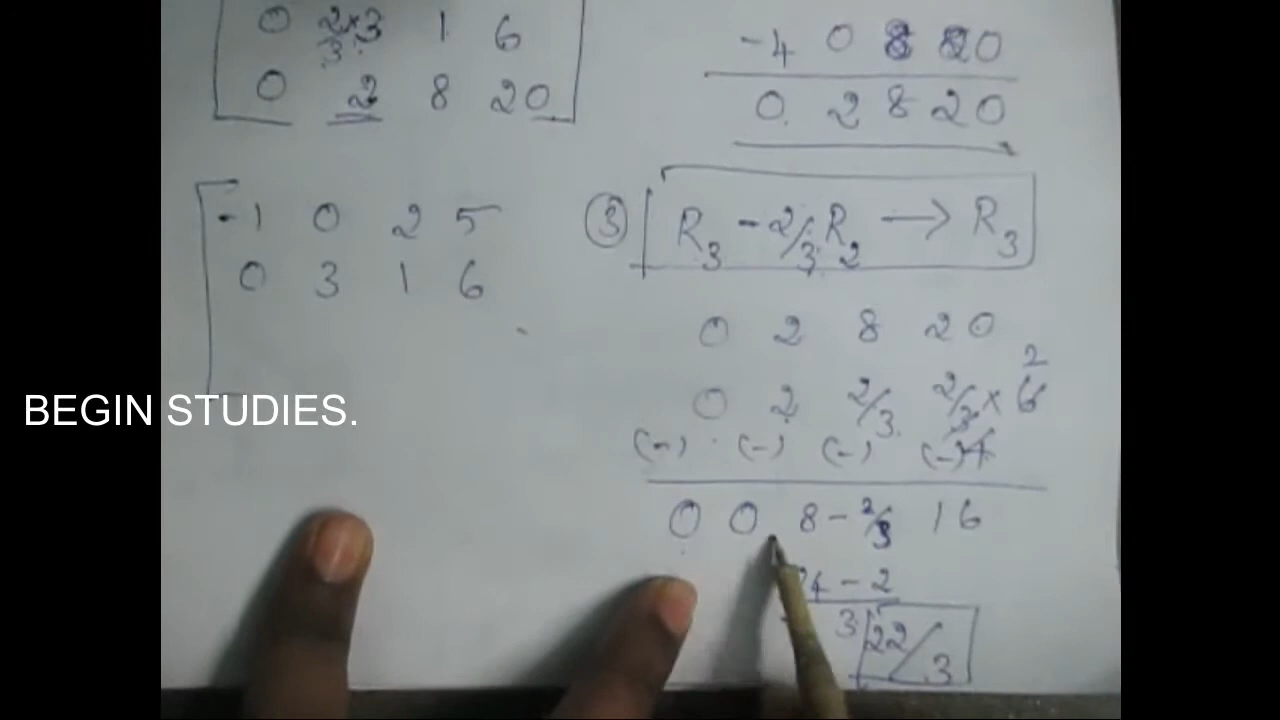 0 2×3 1 6
3
0 2 8 20
-4 0 8 20
0 2 8 20
-1 0 2 5
0 3 1 6
③ R3 - 2/3 R2 → R3
0 2 8 20
2
0 2 2/3 2/3 × 6
(-) (-) (-) (-) 4
0 0 8 - 2/3 16
24 - 2
3
22/3
BEGIN STUDIES.